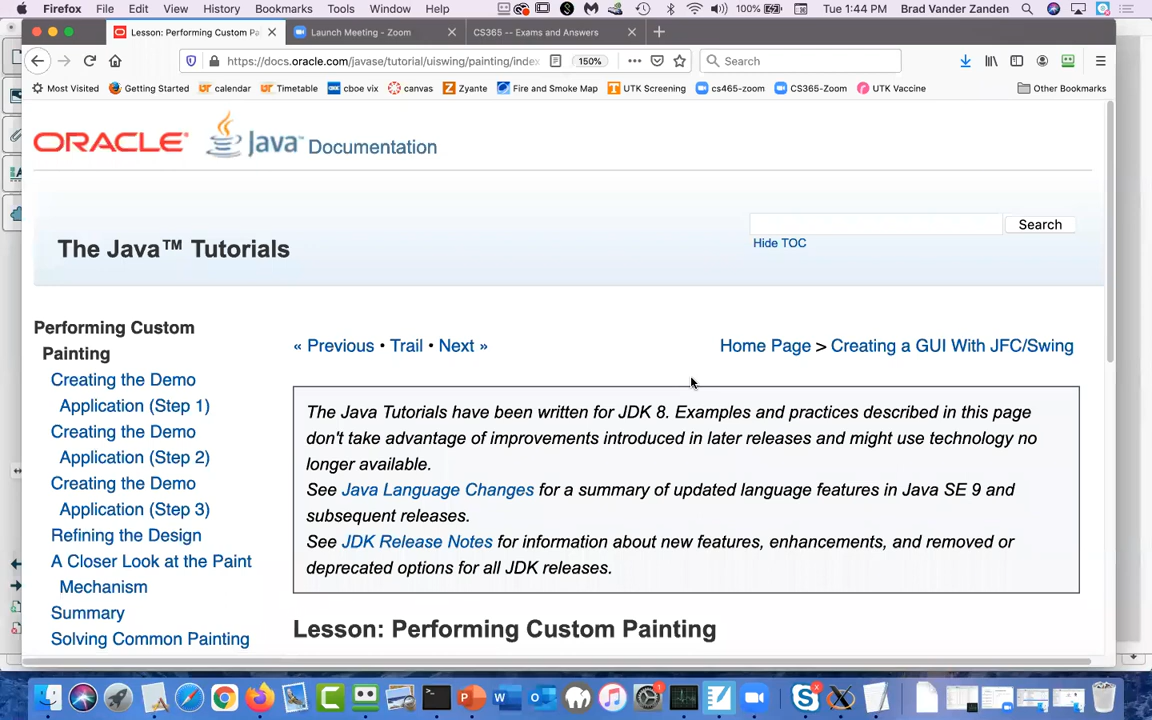 Firefox File Edit View History Bookmarks Tools Window Help 100% Tue 1:44 PM Brad Vander Zanden
Lesson: Performing Custom Pa Launch Meeting - Zoom CS365 -- Exams and Answers
https://docs.oracle.com/javase/tutorial/uiswing/painting/index 150% Search
Most Visited Getting Started calendar Timetable cboe vix canvas Zyante Fire and Smoke Map UTK Screening cs465-zoom CS365-Zoom UTK Vaccine Other Bookmarks
ORACLE Java Documentation
Search
Hide TOC
The Java™ Tutorials
Performing Custom
Painting
Creating the Demo
Application (Step 1)
Creating the Demo
Application (Step 2)
Creating the Demo
Application (Step 3)
Refining the Design
A Closer Look at the Paint
Mechanism
Summary
Solving Common Painting
« Previous • Trail • Next » Home Page > Creating a GUI With JFC/Swing
The Java Tutorials have been written for JDK 8. Examples and practices described in this page
don't take advantage of improvements introduced in later releases and might use technology no
longer available.
See Java Language Changes for a summary of updated language features in Java SE 9 and
subsequent releases.
See JDK Release Notes for information about new features, enhancements, and removed or
deprecated options for all JDK releases.
Lesson: Performing Custom Painting